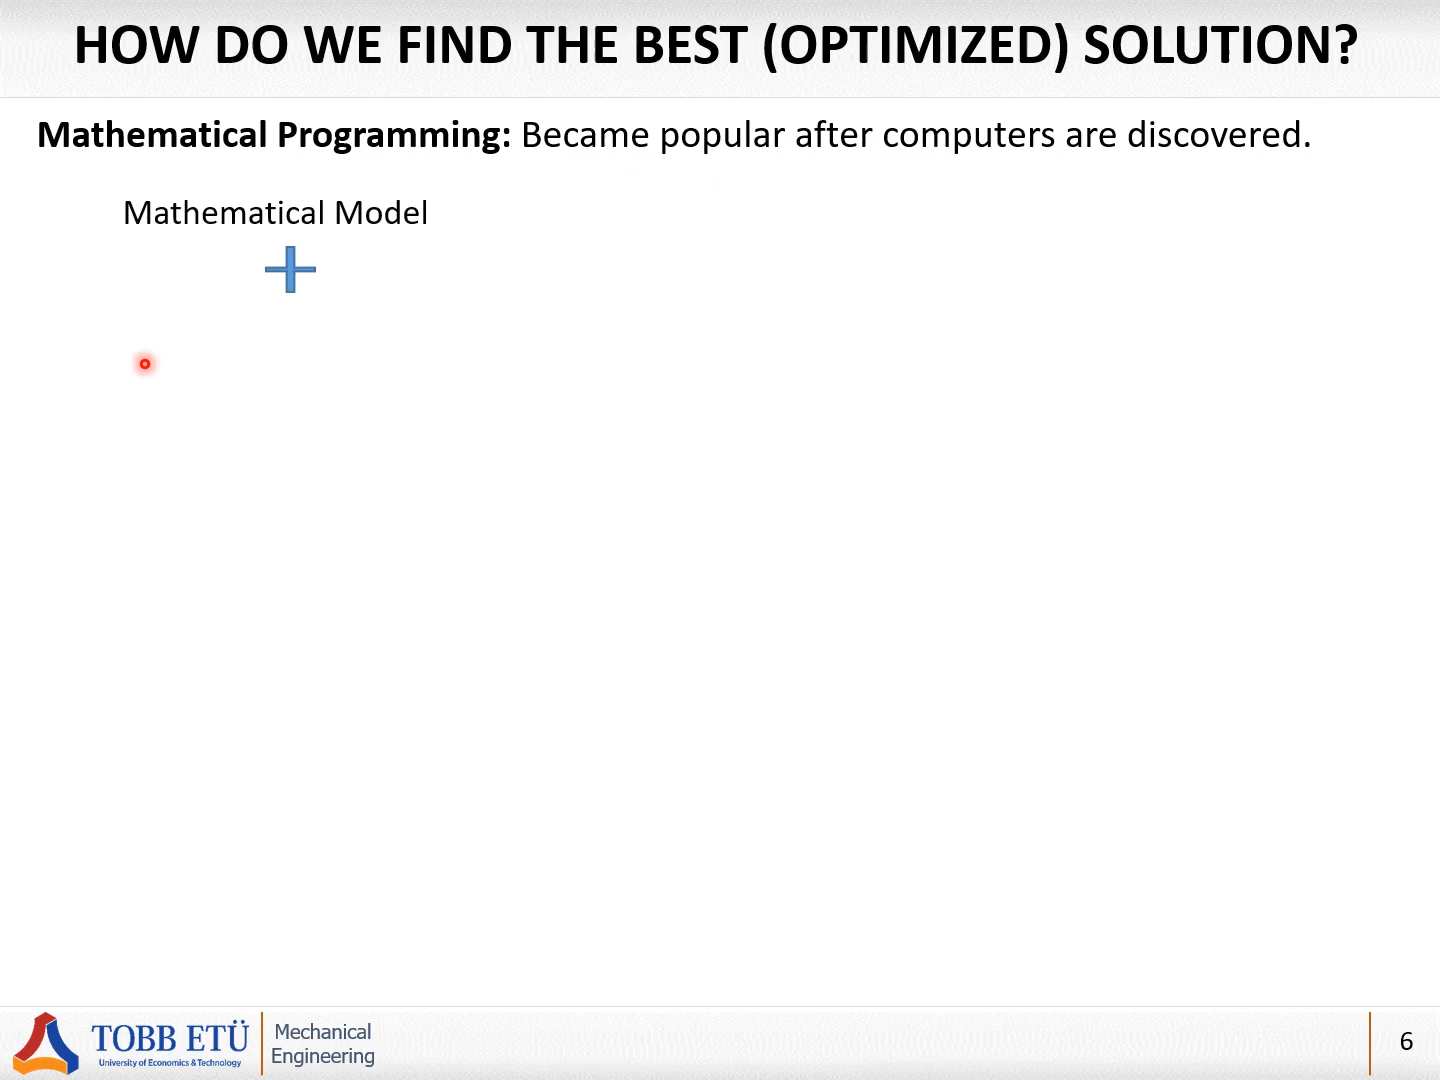 HOW DO WE FIND THE BEST (OPTIMIZED) SOLUTION?
Mathematical Programming: Became popular after computers are discovered.
Mathematical Model
TOBB ETÜ
University of Economics & Technology
Mechanical
Engineering
6